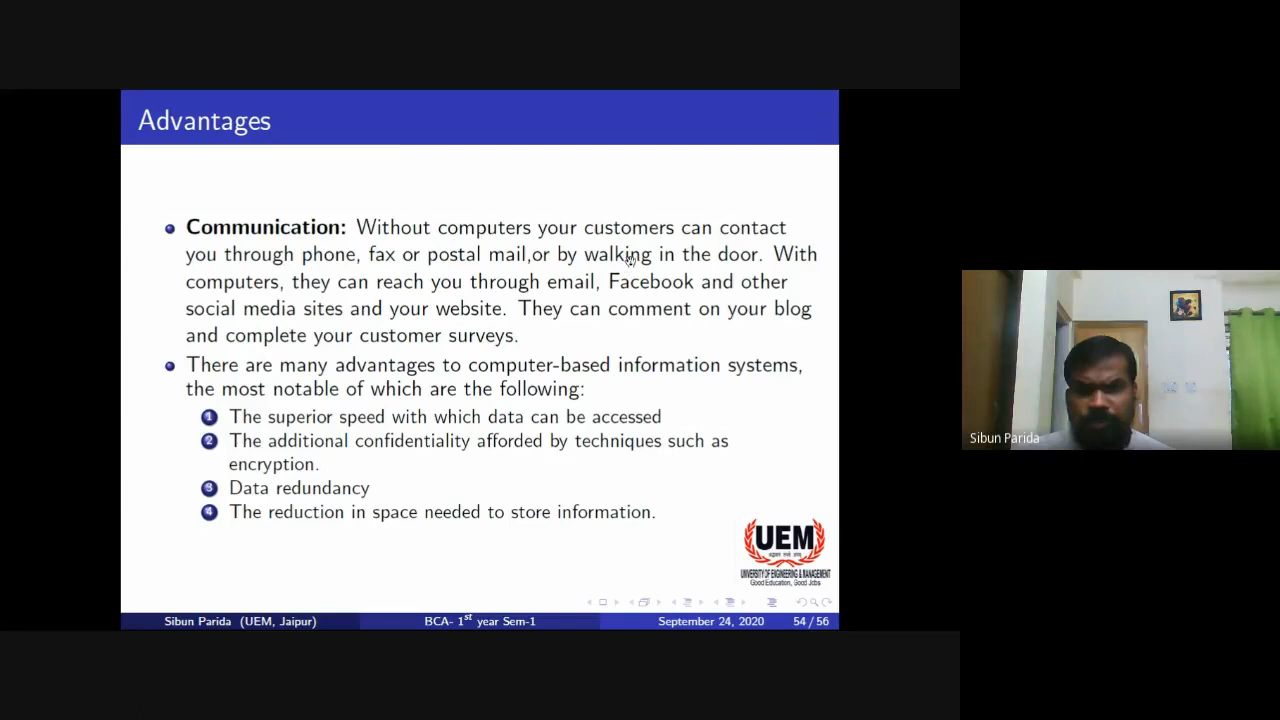 Advantages
Communication: Without computers your customers can contact
you through phone, fax or postal mail,or by walking in the door. With
computers, they can reach you through email, Facebook and other
social media sites and your website. They can comment on your blog
and complete your customer surveys.
There are many advantages to computer-based information systems,
the most notable of which are the following:
1 The superior speed with which data can be accessed
2 The additional confidentiality afforded by techniques such as
encryption.
3 Data redundancy
4 The reduction in space needed to store information.
UEM
UNIVERSITY OF ENGINEERING & MANAGEMENT
Good Education, Good Jobs
Sibun Parida (UEM, Jaipur) BCA- 1st year Sem-1 September 24, 2020 54 / 56
Sibun Parida